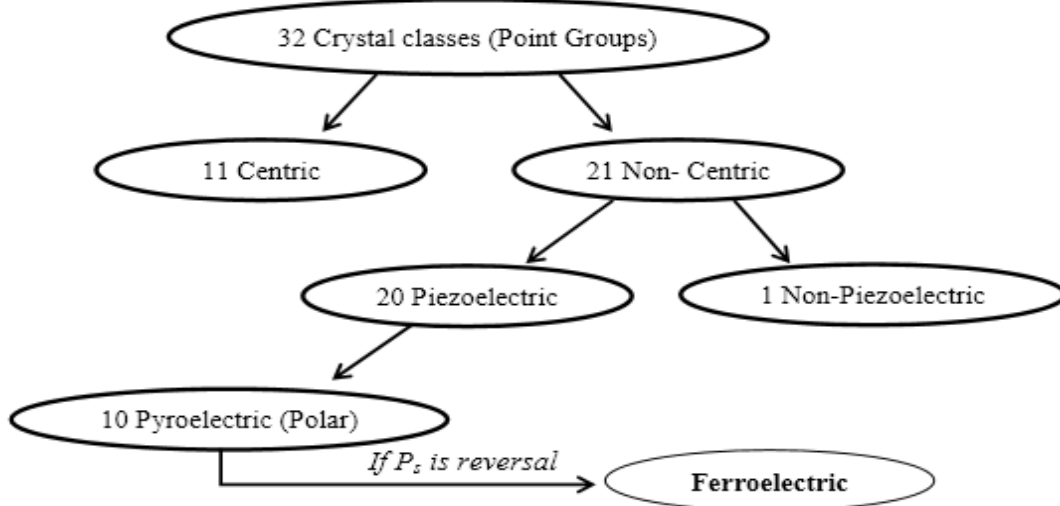 32 Crystal classes (Point Groups)
11 Centric
21 Non- Centric
20 Piezoelectric
1 Non-Piezoelectric
10 Pyroelectric (Polar)
If Pₛ is reversal
Ferroelectric